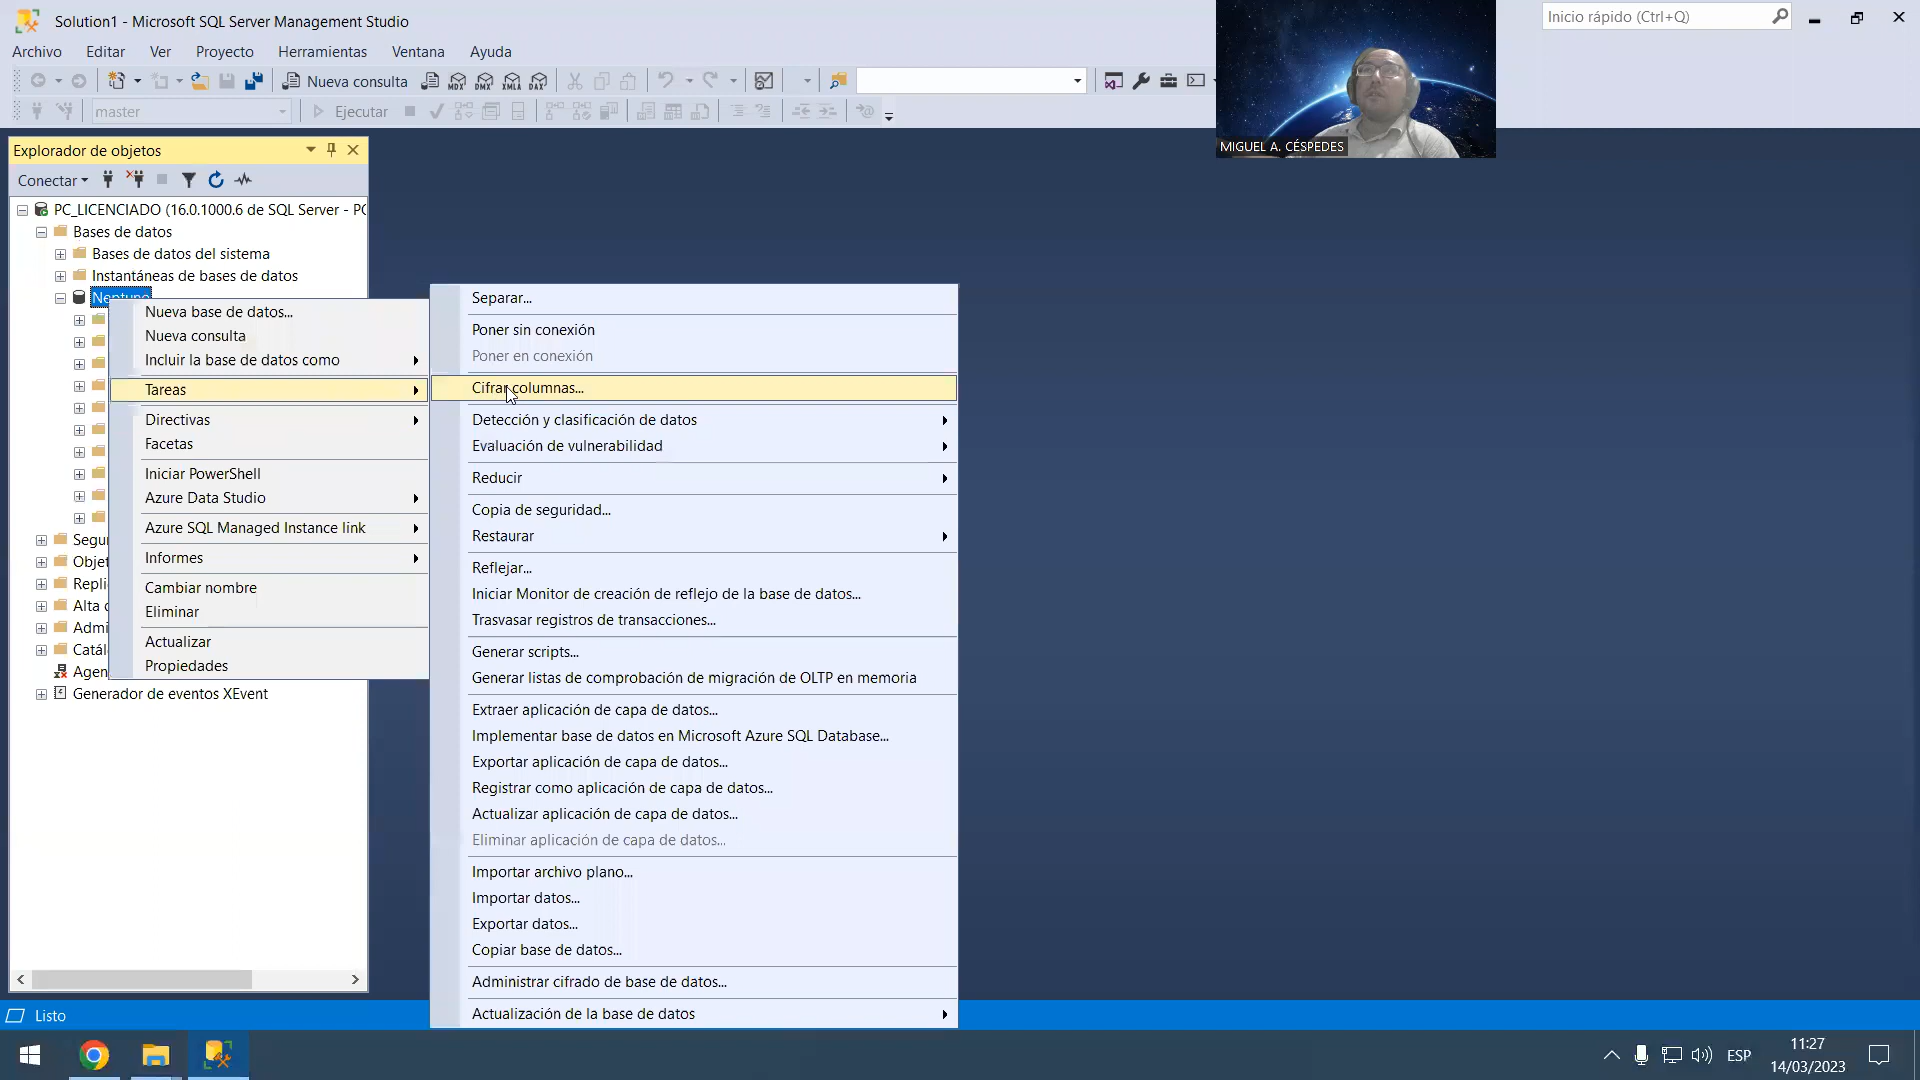 Solution1 - Microsoft SQL Server Management Studio
Inicio rápido (Ctrl+Q)
Archivo Editar Ver Proyecto Herramientas Ventana Ayuda
Nueva consulta MDX DMX XMLA DAX
master Ejecutar
MIGUEL A. CÉSPEDES
Explorador de objetos
Conectar
PC_LICENCIADO (16.0.1000.6 de SQL Server - PC
Bases de datos
Bases de datos del sistema
Instantáneas de bases de datos
Neptuno
Segur
Objet
Repli
Alta
Admi
Catál
Agen
Generador de eventos XEvent
Nueva base de datos...
Nueva consulta
Incluir la base de datos como
Tareas
Directivas
Facetas
Iniciar PowerShell
Azure Data Studio
Azure SQL Managed Instance link
Informes
Cambiar nombre
Eliminar
Actualizar
Propiedades
Separar...
Poner sin conexión
Poner en conexión
Cifrar columnas...
Detección y clasificación de datos
Evaluación de vulnerabilidad
Reducir
Copia de seguridad...
Restaurar
Reflejar...
Iniciar Monitor de creación de reflejo de la base de datos...
Trasvasar registros de transacciones...
Generar scripts...
Generar listas de comprobación de migración de OLTP en memoria
Extraer aplicación de capa de datos...
Implementar base de datos en Microsoft Azure SQL Database...
Exportar aplicación de capa de datos...
Registrar como aplicación de capa de datos...
Actualizar aplicación de capa de datos...
Eliminar aplicación de capa de datos...
Importar archivo plano...
Importar datos...
Exportar datos...
Copiar base de datos...
Administrar cifrado de base de datos...
Actualización de la base de datos
Listo
ESP
11:27
14/03/2023